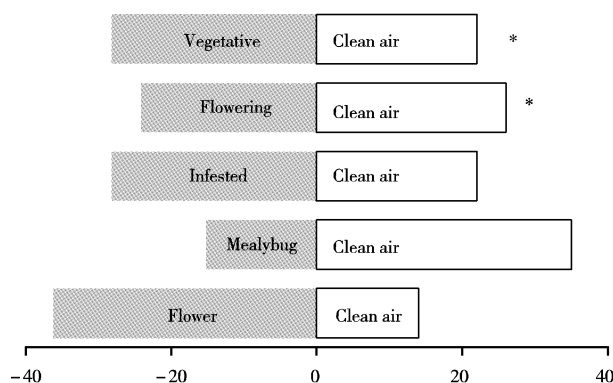 Vegetative Clean air *
Flowering Clean air *
Infested Clean air
Mealybug Clean air
Flower Clean air
−40 −20 0 20 40